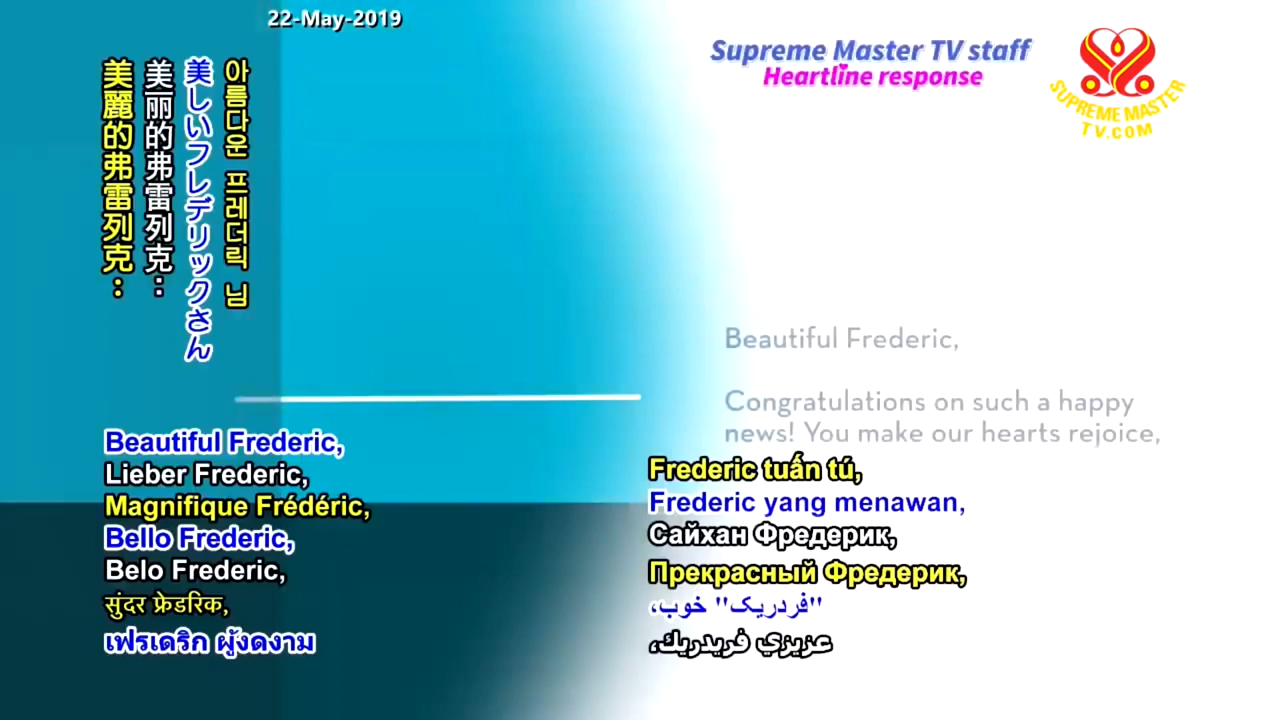 22-May-2019
Supreme Master TV staff
Heartline response
SUPREME MASTER
TV.COM
美麗的弗雷列克：
美丽的弗雷列克：
美しいフレデリックさん
아름다운 프레더릭 님
Beautiful Frederic,
Congratulations on such a happy
news! You make our hearts rejoice,
Beautiful Frederic,
Lieber Frederic,
Magnifique Frédéric,
Bello Frederic,
Belo Frederic,
सुंदर फ्रेडरिक,
เฟรเดริก ผู้งดงาม
Frederic tuấn tú,
Frederic yang menawan,
Сайхан Фредерик,
Прекрасный Фредерик,
"فردریک" خوب،
عزيزي فريدريك،